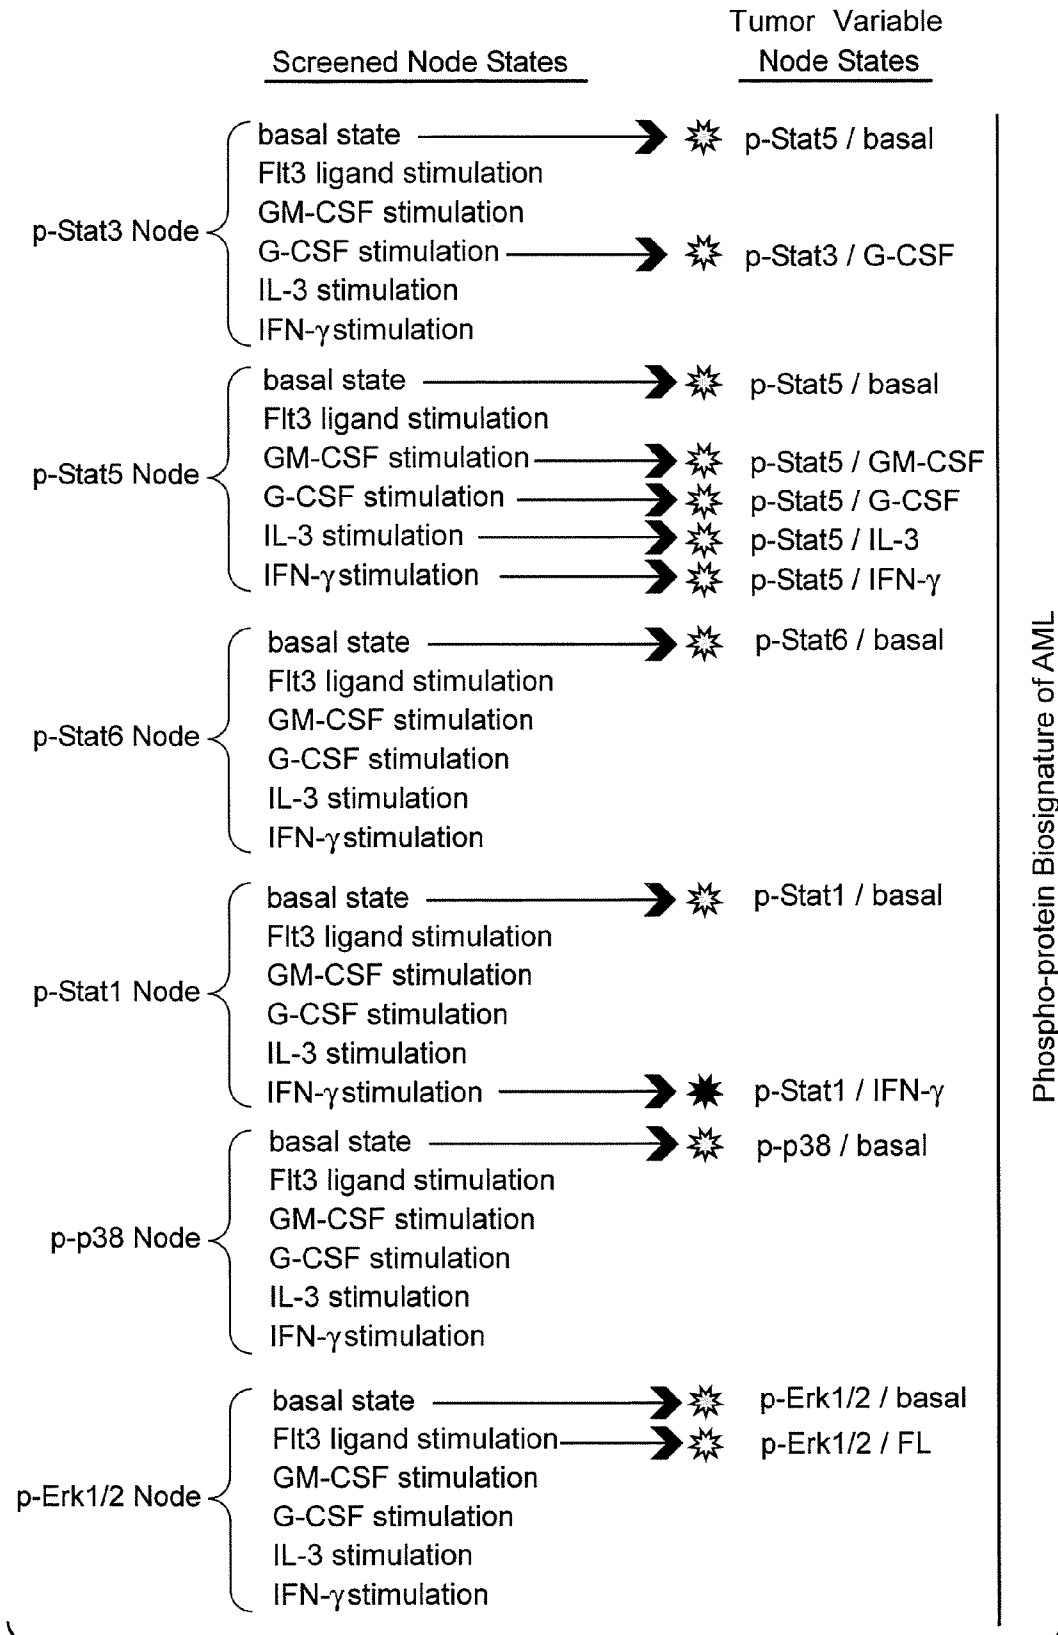 Tumor Variable
Screened Node States Node States
basal state p-Stat5 / basal
Flt3 ligand stimulation
GM-CSF stimulation
p-Stat3 Node
G-CSF stimulation p-Stat3 / G-CSF
IL-3 stimulation
IFN-γ stimulation
basal state p-Stat5 / basal
Flt3 ligand stimulation
GM-CSF stimulation p-Stat5 / GM-CSF
p-Stat5 Node
G-CSF stimulation p-Stat5 / G-CSF
IL-3 stimulation p-Stat5 / IL-3
IFN-γ stimulation p-Stat5 / IFN-γ
basal state p-Stat6 / basal
Flt3 ligand stimulation
GM-CSF stimulation
p-Stat6 Node
G-CSF stimulation
IL-3 stimulation
IFN-γ stimulation
basal state p-Stat1 / basal
Flt3 ligand stimulation
GM-CSF stimulation
p-Stat1 Node
G-CSF stimulation
IL-3 stimulation
IFN-γ stimulation p-Stat1 / IFN-γ
basal state p-p38 / basal
Flt3 ligand stimulation
GM-CSF stimulation
p-p38 Node
G-CSF stimulation
IL-3 stimulation
IFN-γ stimulation
basal state p-Erk1/2 / basal
Flt3 ligand stimulation p-Erk1/2 / FL
GM-CSF stimulation
p-Erk1/2 Node
G-CSF stimulation
IL-3 stimulation
IFN-γ stimulation
Phospho-protein Biosignature of AML